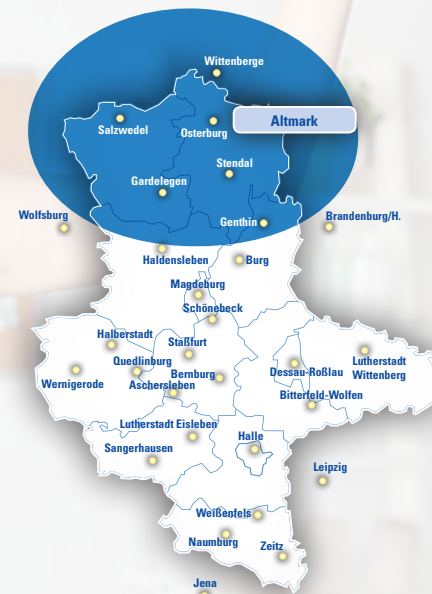 Wittenberge
Altmark
Salzwedel
Osterburg
Stendal
Gardelegen
Wolfsburg
Genthin
Brandenburg/H.
Haldensleben
Burg
Magdeburg
Schönebeck
Halberstadt
Staßfurt
Quedlinburg
Bernburg
Dessau-Roßlau
Lutherstadt
Wittenberg
Wernigerode
Aschersleben
Bitterfeld-Wolfen
Lutherstadt Eisleben
Halle
Sangerhausen
Leipzig
Weißenfels
Naumburg
Zeitz
Jena